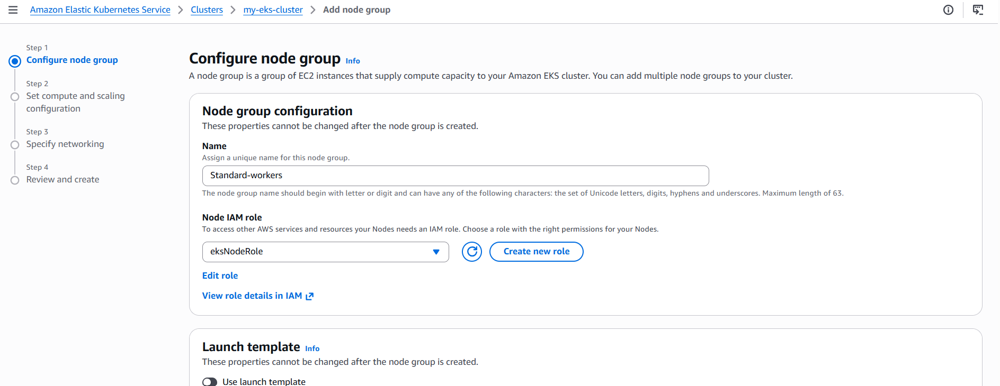 Amazon Elastic Kubernetes Service > Clusters > my-eks-cluster > Add node group
Step 1
Configure node group
Step 2
Set compute and scaling
configuration
Step 3
Specify networking
Step 4
Review and create
Configure node group Info
A node group is a group of EC2 instances that supply compute capacity to your Amazon EKS cluster. You can add multiple node groups to your cluster.
Node group configuration
These properties cannot be changed after the node group is created.
Name
Assign a unique name for this node group.
Standard-workers
The node group name should begin with letter or digit and can have any of the following characters: the set of Unicode letters, digits, hyphens and underscores. Maximum length of 63.
Node IAM role
To access other AWS services and resources your Nodes needs an IAM role. Choose a role with the right permissions for your Nodes.
eksNodeRole
Create new role
Edit role
View role details in IAM
Launch template Info
These properties cannot be changed after the node group is created.
Use launch template